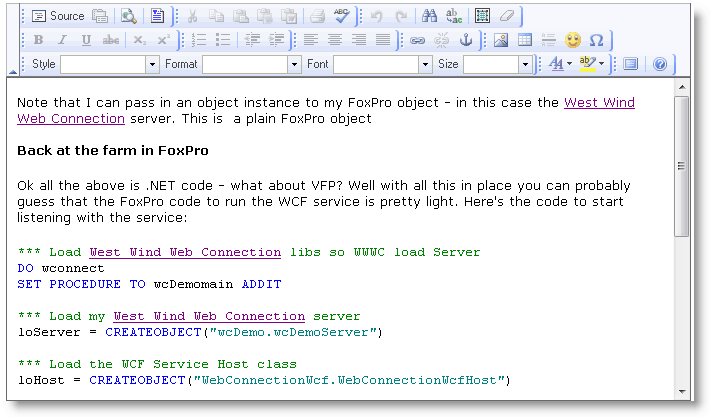 Source
ABC
B I U abc X₂ X²
Style Format Font Size
Note that I can pass in an object instance to my FoxPro object - in this case the West Wind
Web Connection server. This is  a plain FoxPro object
Back at the farm in FoxPro
Ok all the above is .NET code - what about VFP? Well with all this in place you can probably
guess that the FoxPro code to run the WCF service is pretty light. Here's the code to start
listening with the service:
*** Load West Wind Web Connection libs so WWWC load Server
DO wconnect
SET PROCEDURE TO wcDemomain ADDIT
*** Load my West Wind Web Connection server
loServer = CREATEOBJECT("wcDemo.wcDemoServer")
*** Load the WCF Service Host class
loHost = CREATEOBJECT("WebConnectionWcf.WebConnectionWcfHost")